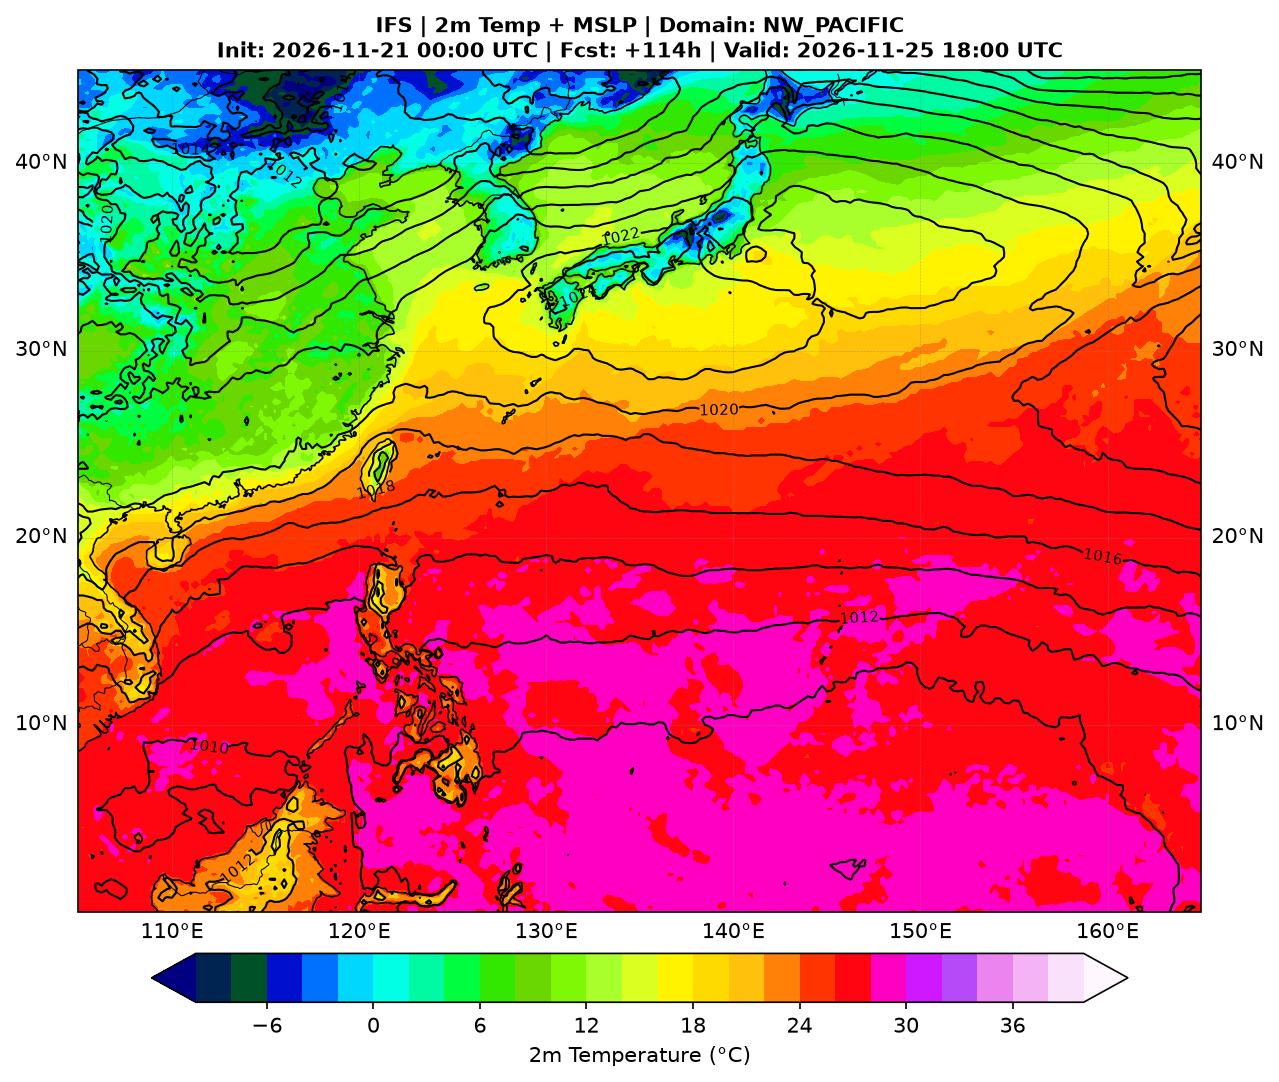 IFS | 2m Temp + MSLP | Domain: NW_PACIFIC
Init: 2026-11-21 00:00 UTC | Fcst: +114h | Valid: 2026-11-25 18:00 UTC
1012
1020
1022
40°N
40°N
30°N
30°N
1020
1018
20°N
20°N
1016
1012
10°N
10°N
1010
1012
110°E
120°E
130°E
140°E
150°E
160°E
−6
0
6
12
18
24
30
36
2m Temperature (°C)